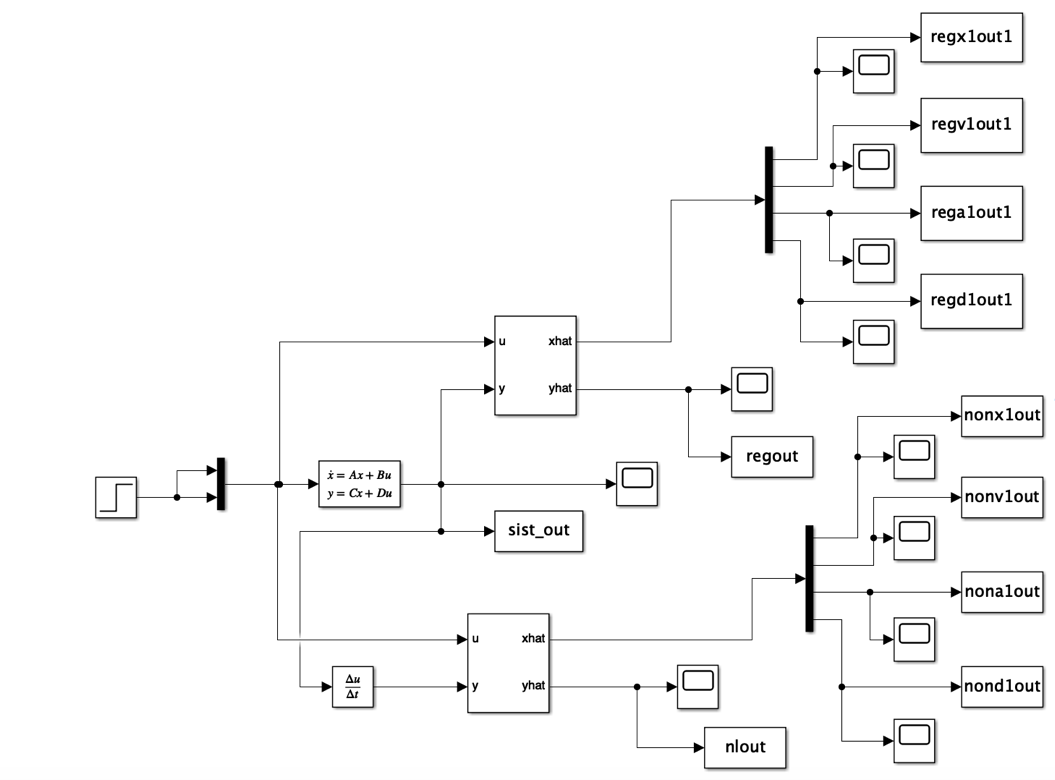 regx1out1
regv1out1
rega1out1
regd1out1
u xhat
y yhat
nonx1out
regout
ẋ = Ax + Bu
y = Cx + Du
nonv1out
sist_out
nona1out
u xhat
Δu
Δt
y yhat
nond1out
nlout